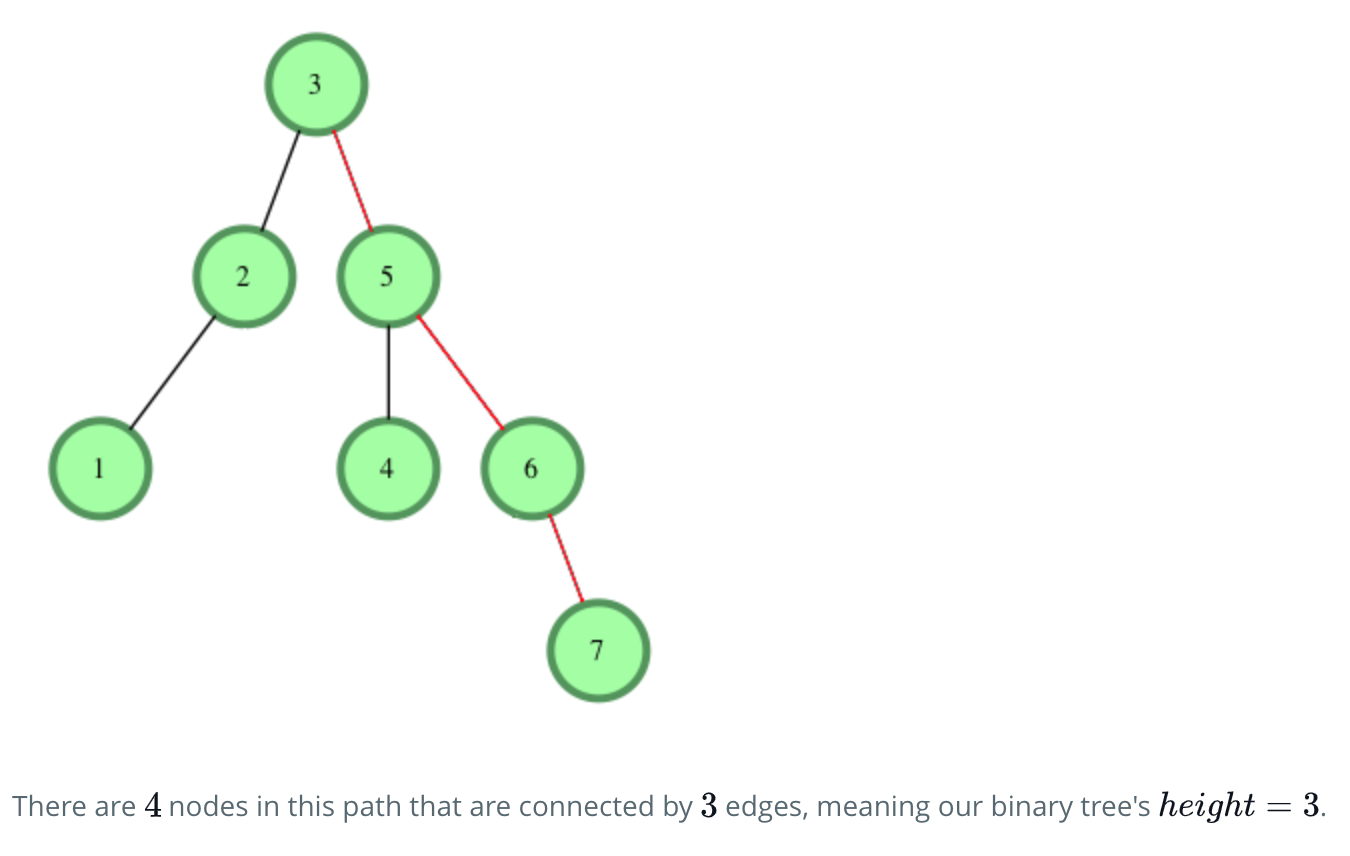 3
2 5
1 4 6
7
There are 4 nodes in this path that are connected by 3 edges, meaning our binary tree's height = 3.